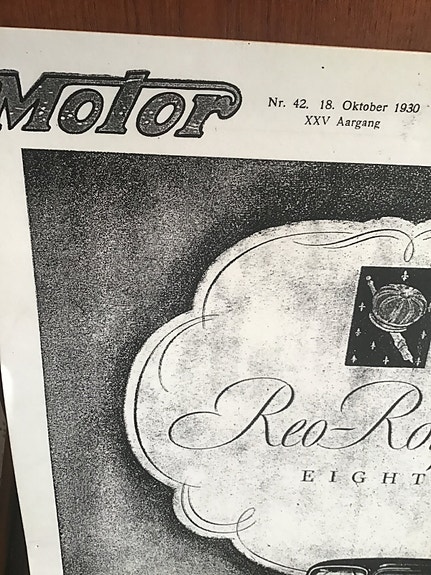 Motor
Nr. 42. 18. Oktober 1930
XXV Aargang
Reo-Ro
EIGHT